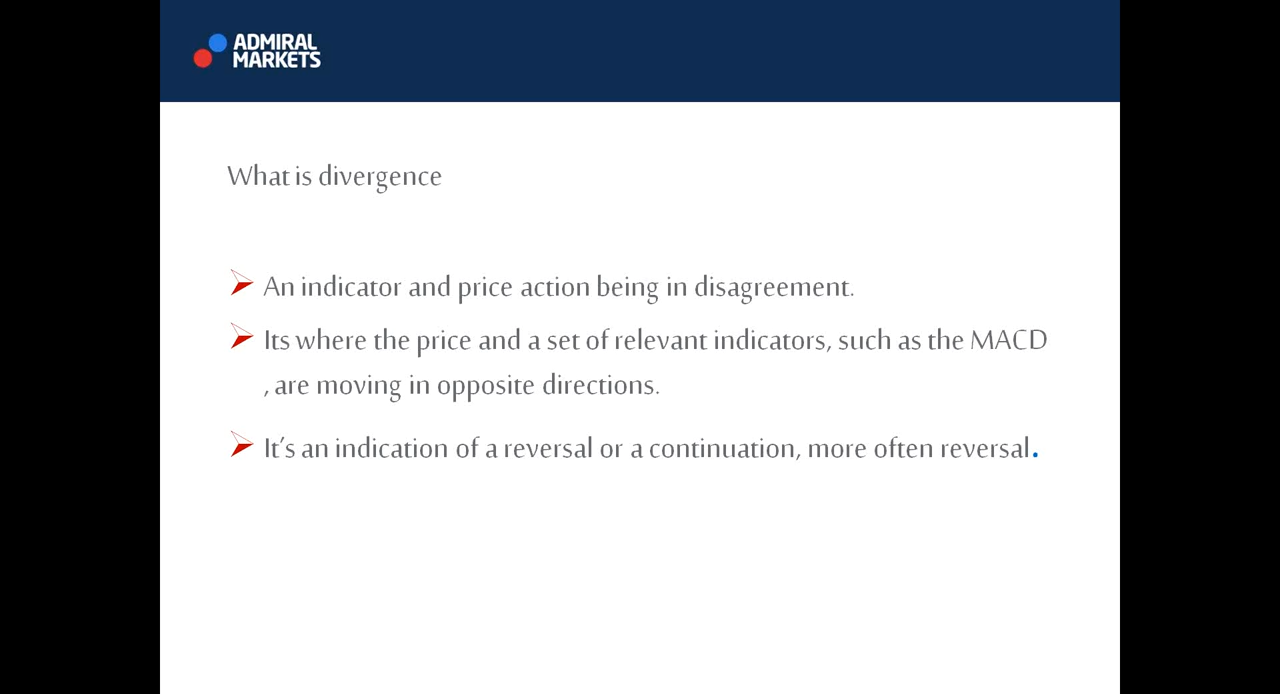 ADMIRAL
MARKETS
What is divergence
An indicator and price action being in disagreement.
Its where the price and a set of relevant indicators, such as the MACD
, are moving in opposite directions.
It’s an indication of a reversal or a continuation, more often reversal.